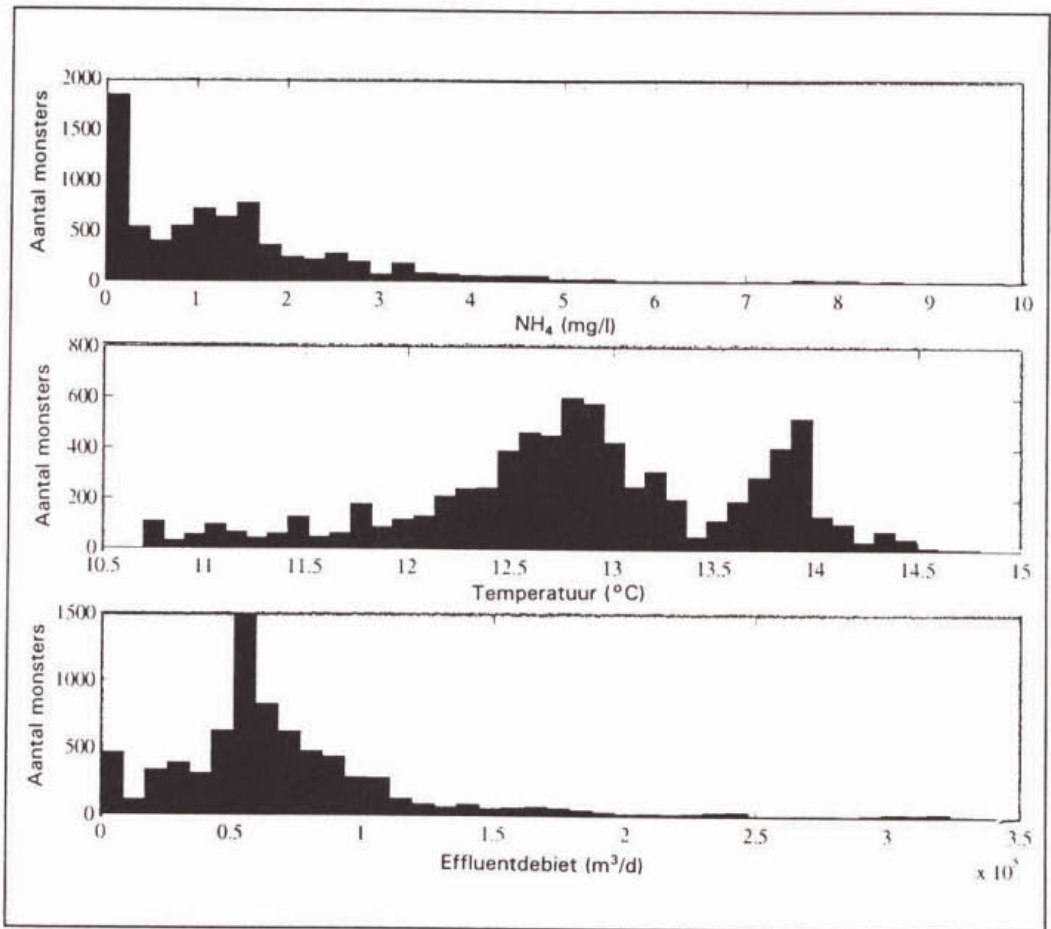 Aantal monsters
2000
1500
1000
500
0
0 1 2 3 4 5 6 7 8 9 10
NH₄ (mg/l)
Aantal monsters
800
600
400
200
0
10.5 11 11.5 12 12.5 13 13.5 14 14.5 15
Temperatuur (°C)
Aantal monsters
1500
1000
500
0
0 0.5 1 1.5 2 2.5 3 3.5
Effluentdebiet (m³/d)
x 10⁵